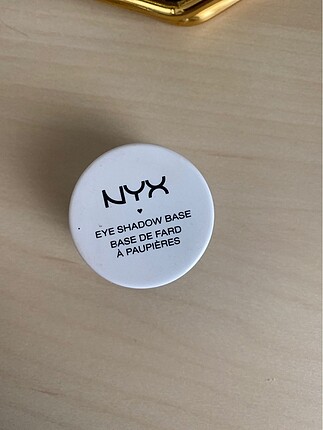 NYX
EYE SHADOW BASE
BASE DE FARD
À PAUPIÈRES